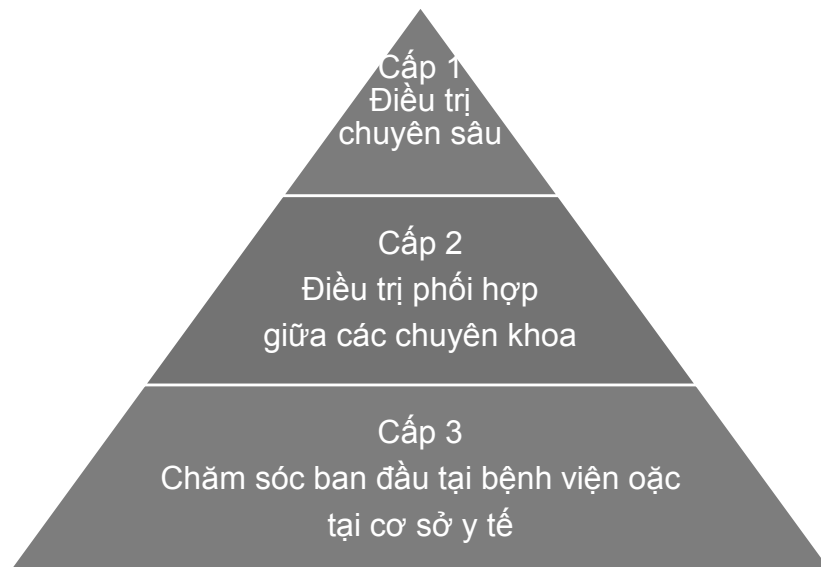 Cấp 1
Điều trị
chuyên sâu
Cấp 2
Điều trị phối hợp
giữa các chuyên khoa
Cấp 3
Chăm sóc ban đầu tại bệnh viện oặc
tại cơ sở y tế